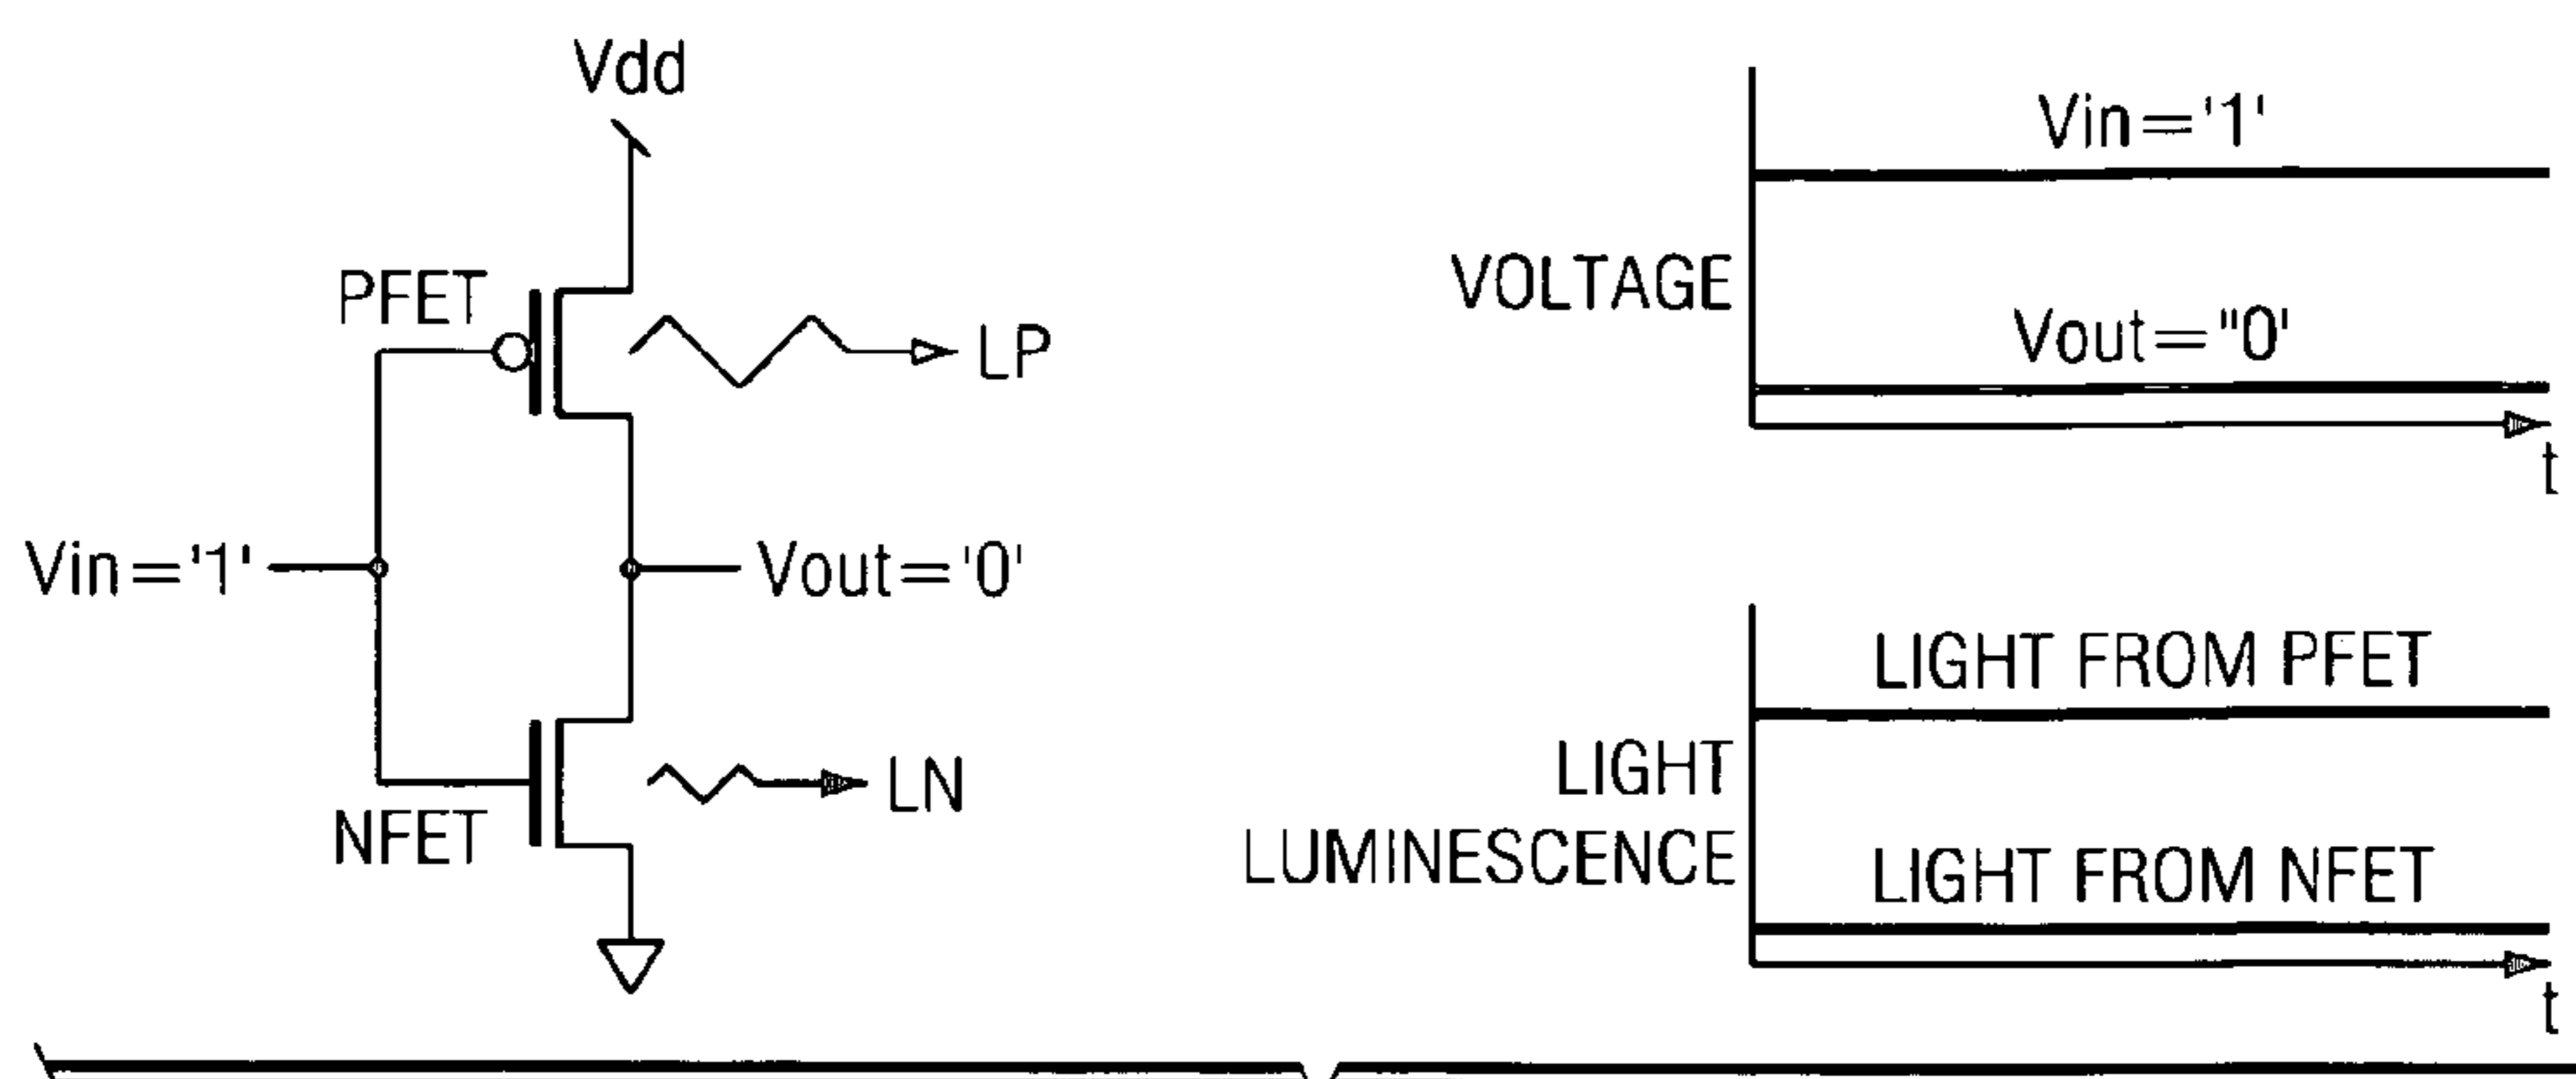 Vdd
PFET
LP
Vin='1'
Vout='0'
NFET
LN
Vin='1'
VOLTAGE
Vout="0'
t
LIGHT FROM PFET
LIGHT
LUMINESCENCE
LIGHT FROM NFET
t